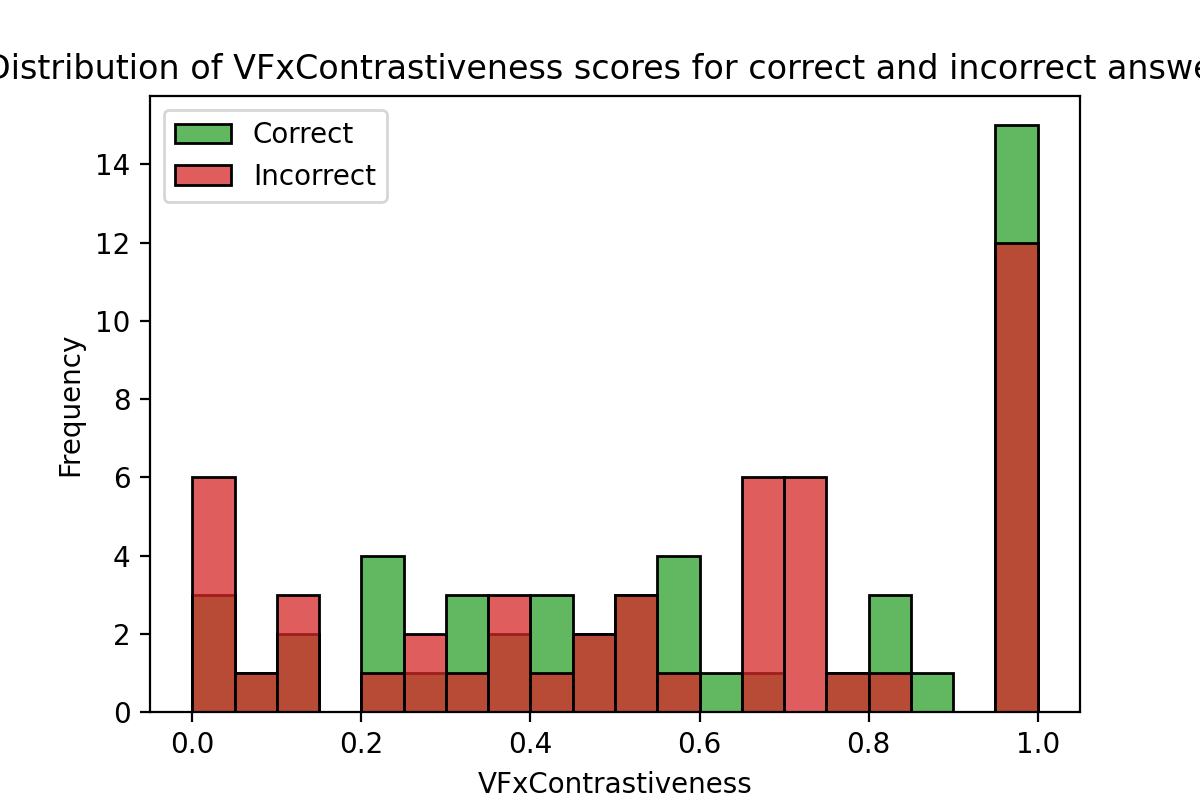 Distribution of VFxContrastiveness scores for correct and incorrect answe
Correct
Incorrect
14
12
10
8
6
4
2
0
Frequency
0.0 0.2 0.4 0.6 0.8 1.0
VFxContrastiveness